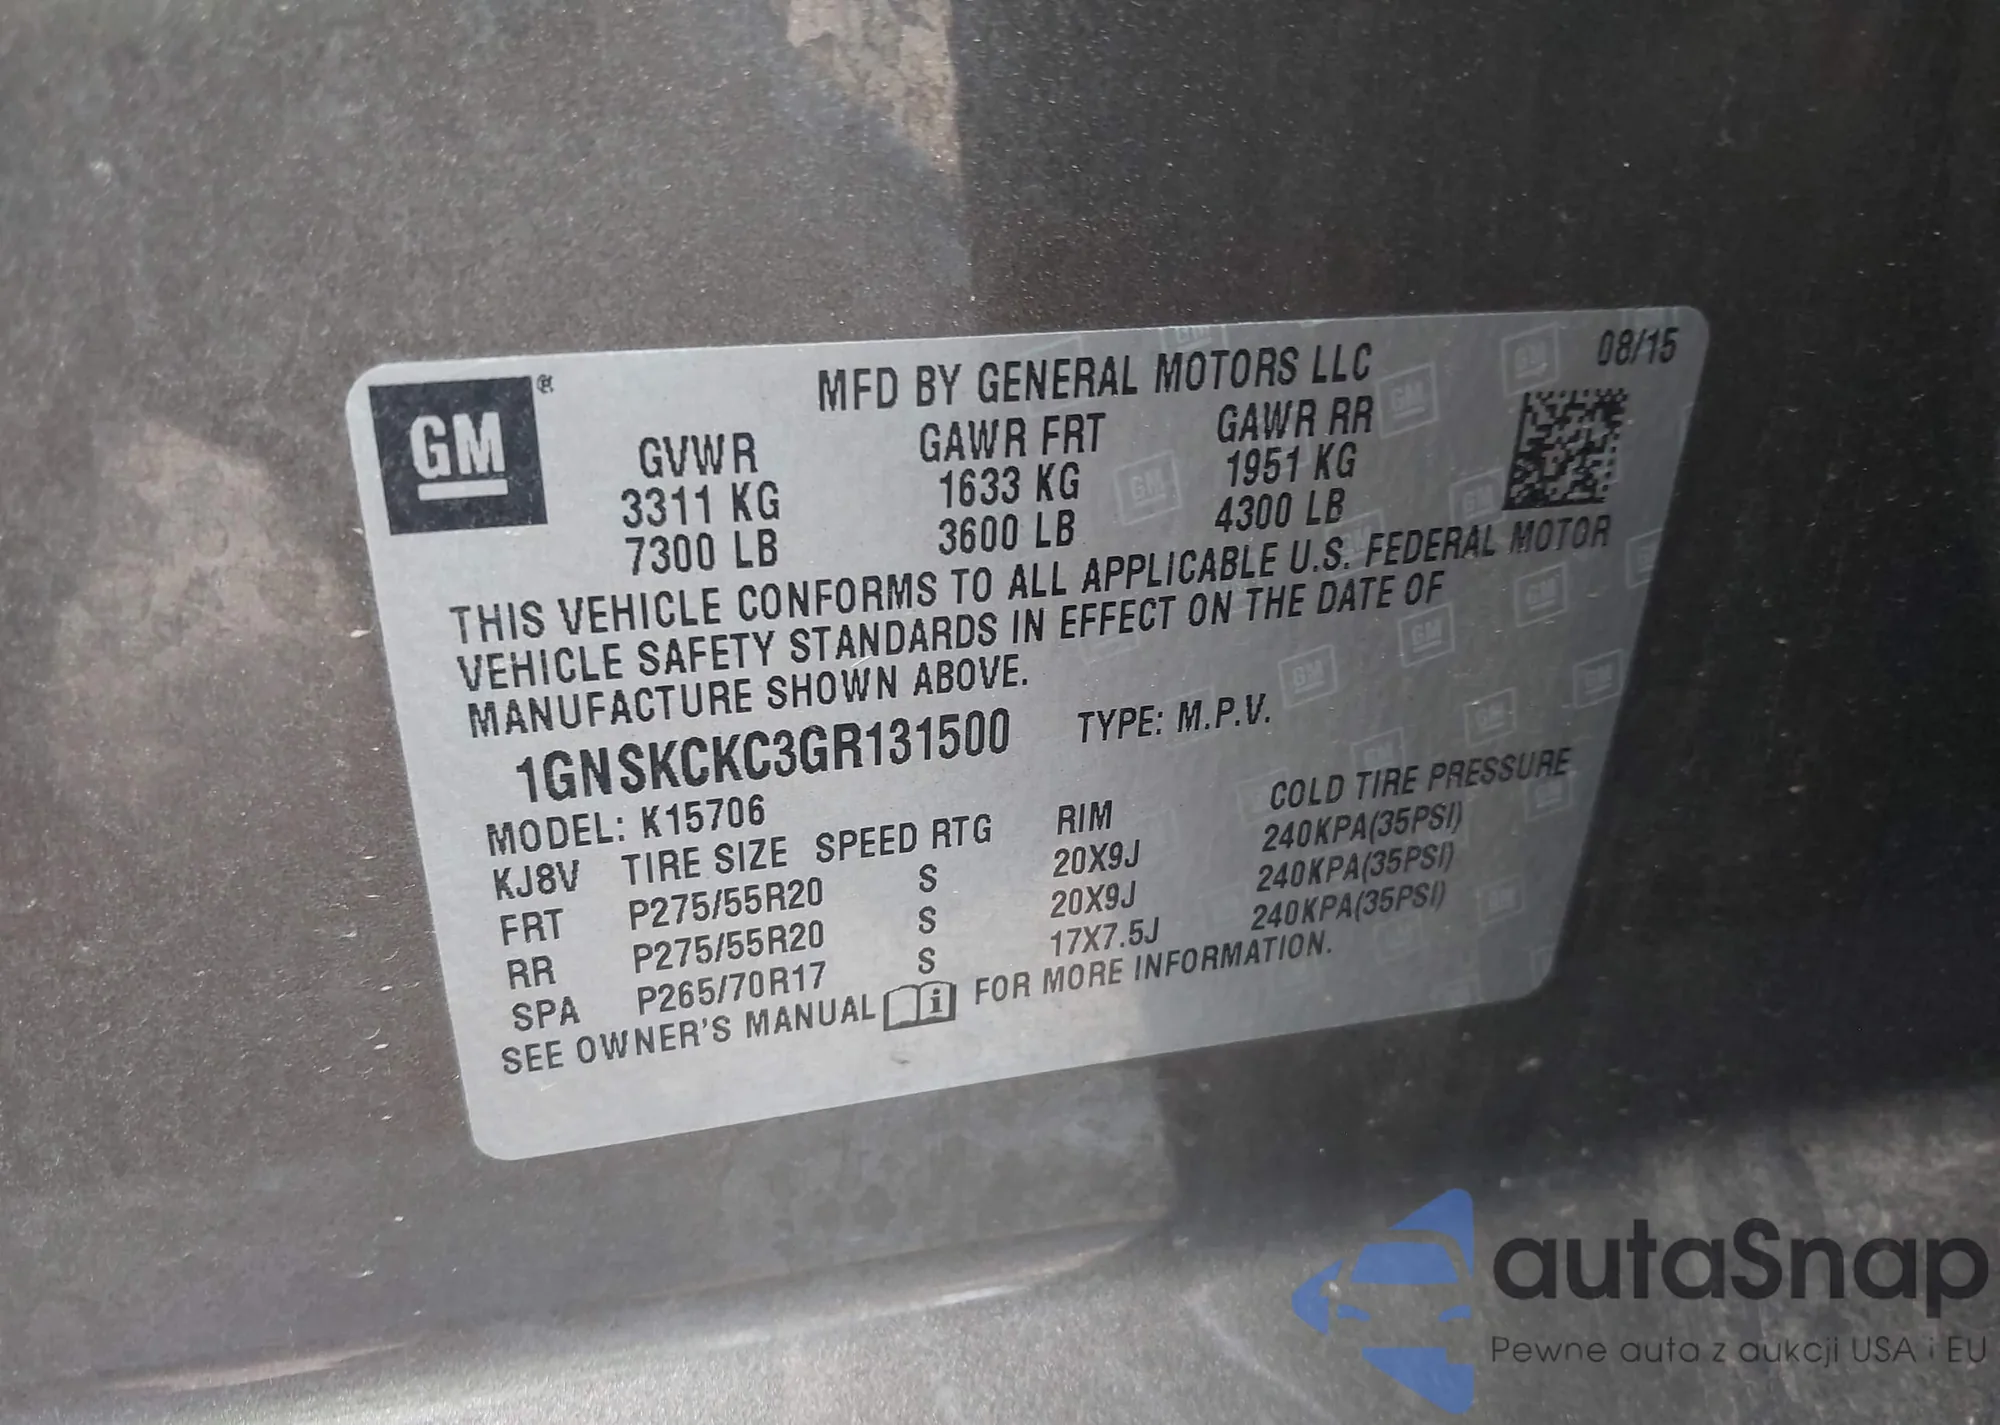 GM®
MFD BY GENERAL MOTORS LLC 08/15
GVWR GAWR FRT GAWR RR
3311 KG 1633 KG 1951 KG
7300 LB 3600 LB 4300 LB
THIS VEHICLE CONFORMS TO ALL APPLICABLE U.S. FEDERAL MOTOR
VEHICLE SAFETY STANDARDS IN EFFECT ON THE DATE OF
MANUFACTURE SHOWN ABOVE.
1GNSKCKC3GR131500 TYPE: M.P.V.
MODEL: K15706
KJ8V TIRE SIZE SPEED RTG RIM COLD TIRE PRESSURE
FRT P275/55R20 S 20X9J 240KPA(35PSI)
RR P275/55R20 S 20X9J 240KPA(35PSI)
SPA P265/70R17 S 17X7.5J 240KPA(35PSI)
SEE OWNER'S MANUAL i FOR MORE INFORMATION.
autaSnap
Pewne auta z aukcji USA i EU